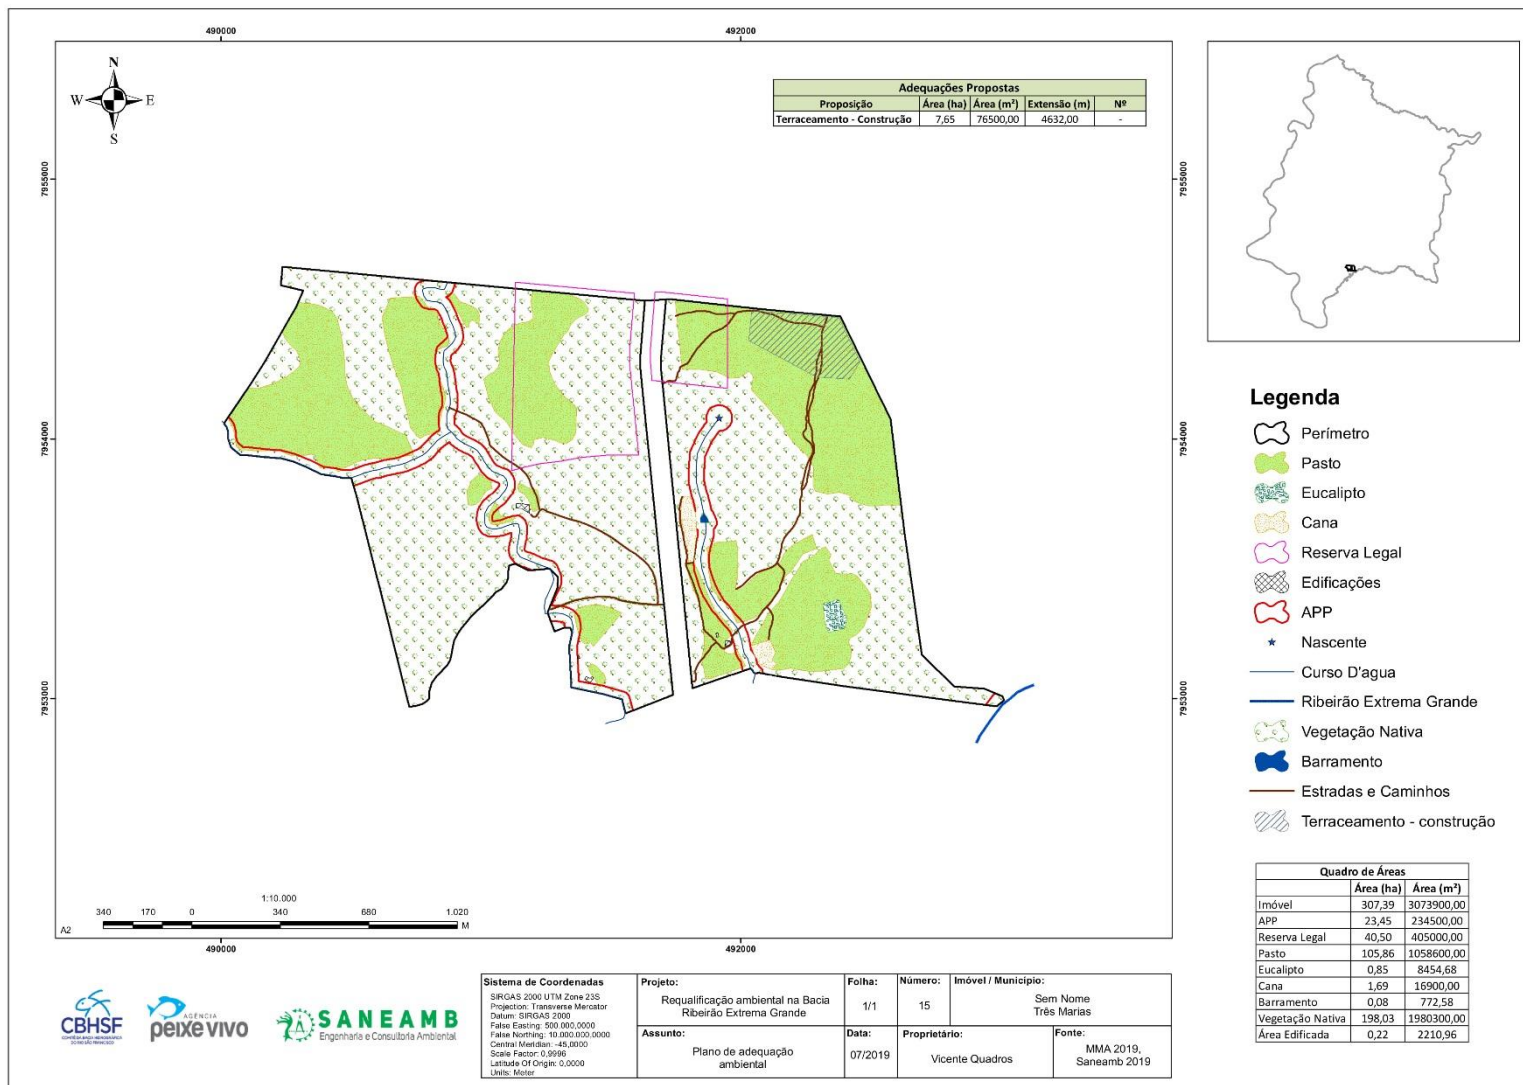 490000
492000
N
W E
S
Adequações Propostas
Proposição Área (ha) Área (m²) Extensão (m) Nº
Terraceamento - Construção 7,65 76500,00 4632,00 -
7955000
7955000
7954000
7954000
7953000
7953000
Legenda
Perímetro
Pasto
Eucalipto
Cana
Reserva Legal
Edificações
APP
Nascente
Curso D'agua
Ribeirão Extrema Grande
Vegetação Nativa
Barramento
Estradas e Caminhos
Terraceamento - construção
Quadro de Áreas
Área (ha) Área (m²)
Imóvel 307,39 3073900,00
APP 23,45 234500,00
Reserva Legal 40,50 405000,00
Pasto 105,86 1058600,00
Eucalipto 0,85 8454,68
Cana 1,69 16900,00
Barramento 0,08 772,58
Vegetação Nativa 198,03 1980300,00
Área Edificada 0,22 2210,96
1:10.000
340 170 0 340 680 1.020
M
A2
490000
492000
CBHSF
AGÊNCIA
peixe vivo
SANEAMB
Engenharia e Consultoria Ambiental
Sistema de Coordenadas
SIRGAS 2000 UTM Zone 23S
Projection: Transverse Mercator
Datum: SIRGAS 2000
False Easting: 500.000,0000
False Northing: 10.000.000,0000
Central Meridian: -45,0000
Scale Factor: 0,9996
Latitude Of Origin: 0,0000
Units: Meter
Projeto:
Requalificação ambiental na Bacia
Ribeirão Extrema Grande
Folha:
1/1
Número:
15
Imóvel / Município:
Sem Nome
Três Marias
Assunto:
Plano de adequação
ambiental
Data:
07/2019
Proprietário:
Vicente Quadros
Fonte:
MMA 2019,
Saneamb 2019